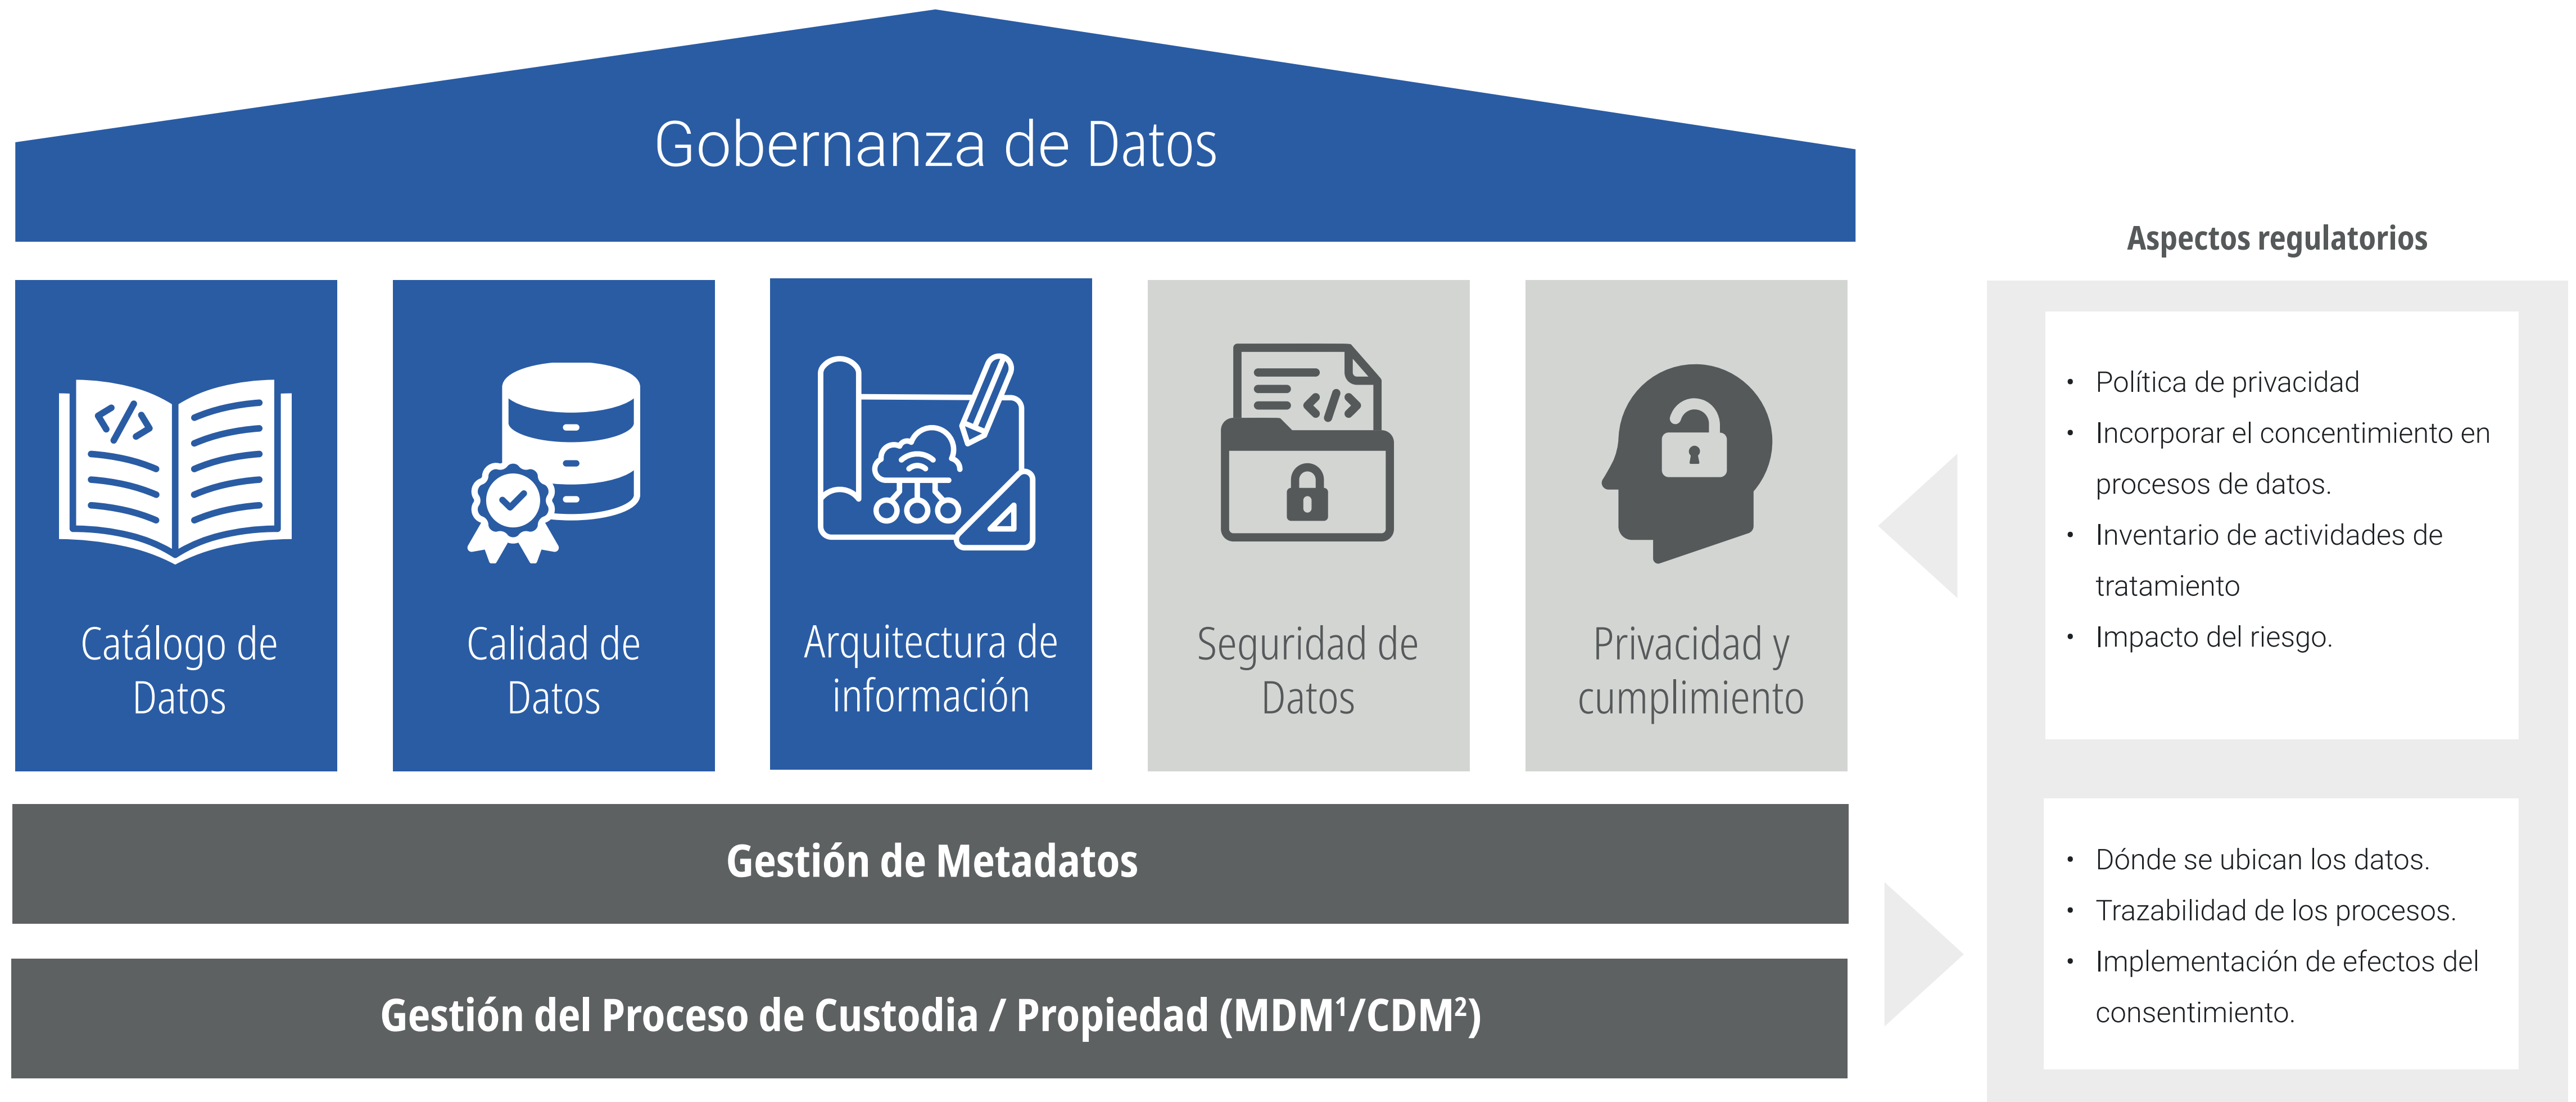 Gobernanza de Datos
Catálogo de
Datos
Calidad de
Datos
Arquitectura de
información
Seguridad de
Datos
Privacidad y
cumplimiento
Gestión de Metadatos
Gestión del Proceso de Custodia / Propiedad (MDM¹/CDM²)
Aspectos regulatorios
• Política de privacidad
• Incorporar el concentimiento en
procesos de datos.
• Inventario de actividades de
tratamiento
• Impacto del riesgo.
• Dónde se ubican los datos.
• Trazabilidad de los procesos.
• Implementación de efectos del
consentimiento.